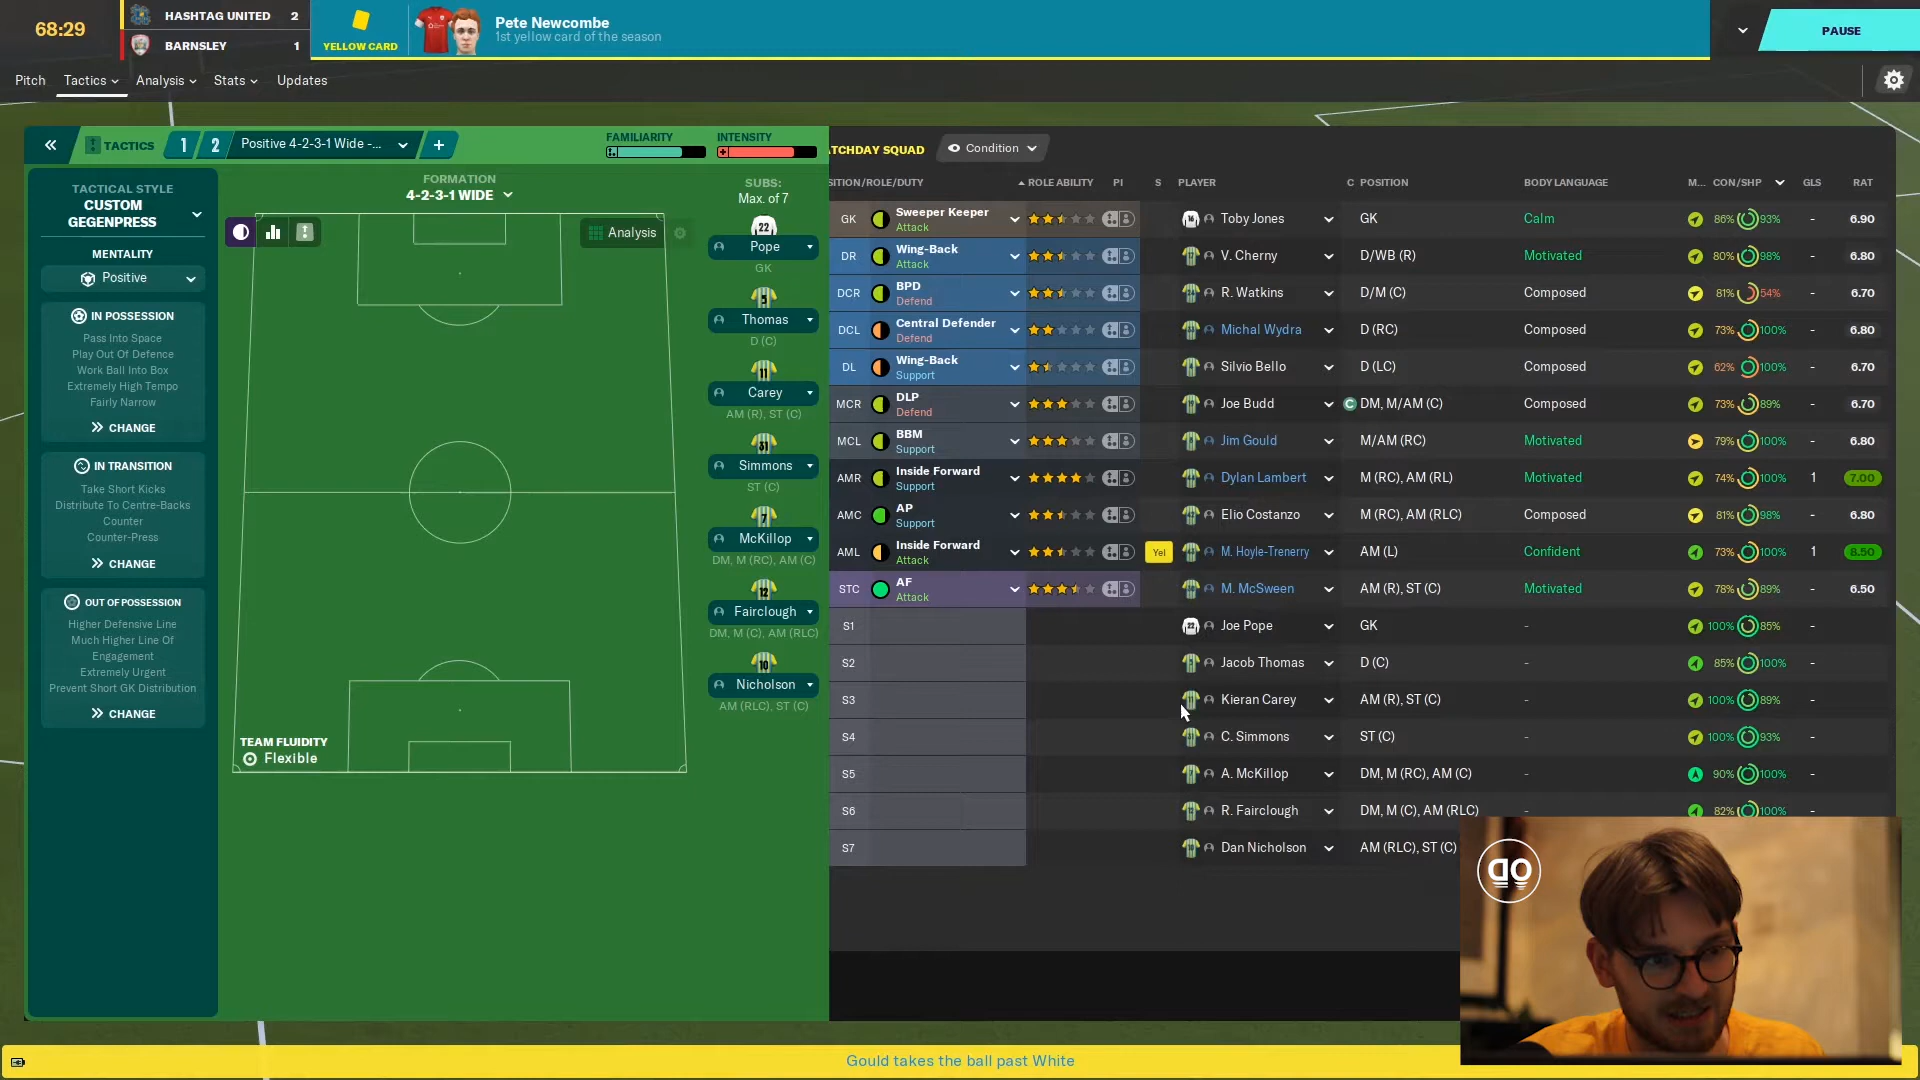 68:29
HASHTAG UNITED 2
BARNSLEY 1
YELLOW CARD
Pete Newcombe
1st yellow card of the season
PAUSE
Pitch Tactics Analysis Stats Updates
TACTICS 1 2 Positive 4-2-3-1 Wide -... +
FAMILIARITY
INTENSITY
TACTICAL STYLE
CUSTOM
GEGENPRESS
MENTALITY
Positive
IN POSSESSION
Pass Into Space
Play Out Of Defence
Work Ball Into Box
Extremely High Tempo
Fairly Narrow
CHANGE
IN TRANSITION
Take Short Kicks
Distribute To Centre-Backs
Counter
Counter-Press
CHANGE
OUT OF POSSESSION
Higher Defensive Line
Much Higher Line Of
Engagement
Extremely Urgent
Prevent Short GK Distribution
CHANGE
FORMATION
4-2-3-1 WIDE
Analysis
TEAM FLUIDITY
Flexible
SUBS:
Max. of 7
22
Pope
GK
Thomas
D (C)
11
Carey
AM (R), ST (C)
Simmons
ST (C)
7
McKillop
DM, M (RC), AM (C)
12
Fairclough
DM, M (C), AM (RLC)
10
Nicholson
AM (RLC), ST (C)
TCHDAY SQUAD Condition
SITION/ROLE/DUTY ROLE ABILITY PI S PLAYER C POSITION BODY LANGUAGE M... CON/SHP GLS RAT
GK Sweeper Keeper Attack Toby Jones GK Calm 86% 93% - 6.90
DR Wing-Back Attack V. Cherny D/WB (R) Motivated 80% 98% - 6.80
DCR BPD Defend R. Watkins D/M (C) Composed 81% 54% - 6.70
DCL Central Defender Defend Michal Wydra D (RC) Composed 73% 100% - 6.80
DL Wing-Back Support Silvio Bello D (LC) Composed 62% 100% - 6.70
MCR DLP Defend Joe Budd C DM, M/AM (C) Composed 73% 89% - 6.70
MCL BBM Support Jim Gould M/AM (RC) Motivated 79% 100% - 6.80
AMR Inside Forward Support Dylan Lambert M (RC), AM (RL) Motivated 74% 100% 1 7.00
AMC AP Support Elio Costanzo M (RC), AM (RLC) Composed 81% 98% - 6.80
AML Inside Forward Attack Yel M. Hoyle-Trenerry AM (L) Confident 73% 100% 1 8.50
STC AF Attack M. McSween AM (R), ST (C) Motivated 78% 89% - 6.50
S1 Joe Pope GK - 100% 85% -
S2 Jacob Thomas D (C) - 85% 100% -
S3 Kieran Carey AM (R), ST (C) - 100% 89% -
S4 C. Simmons ST (C) - 100% 93% -
S5 A. McKillop DM, M (RC), AM (C) - 90% 100% -
S6 R. Fairclough DM, M (C), AM (RLC) - 82% 100% -
S7 Dan Nicholson AM (RLC), ST (C)
go
Gould takes the ball past White